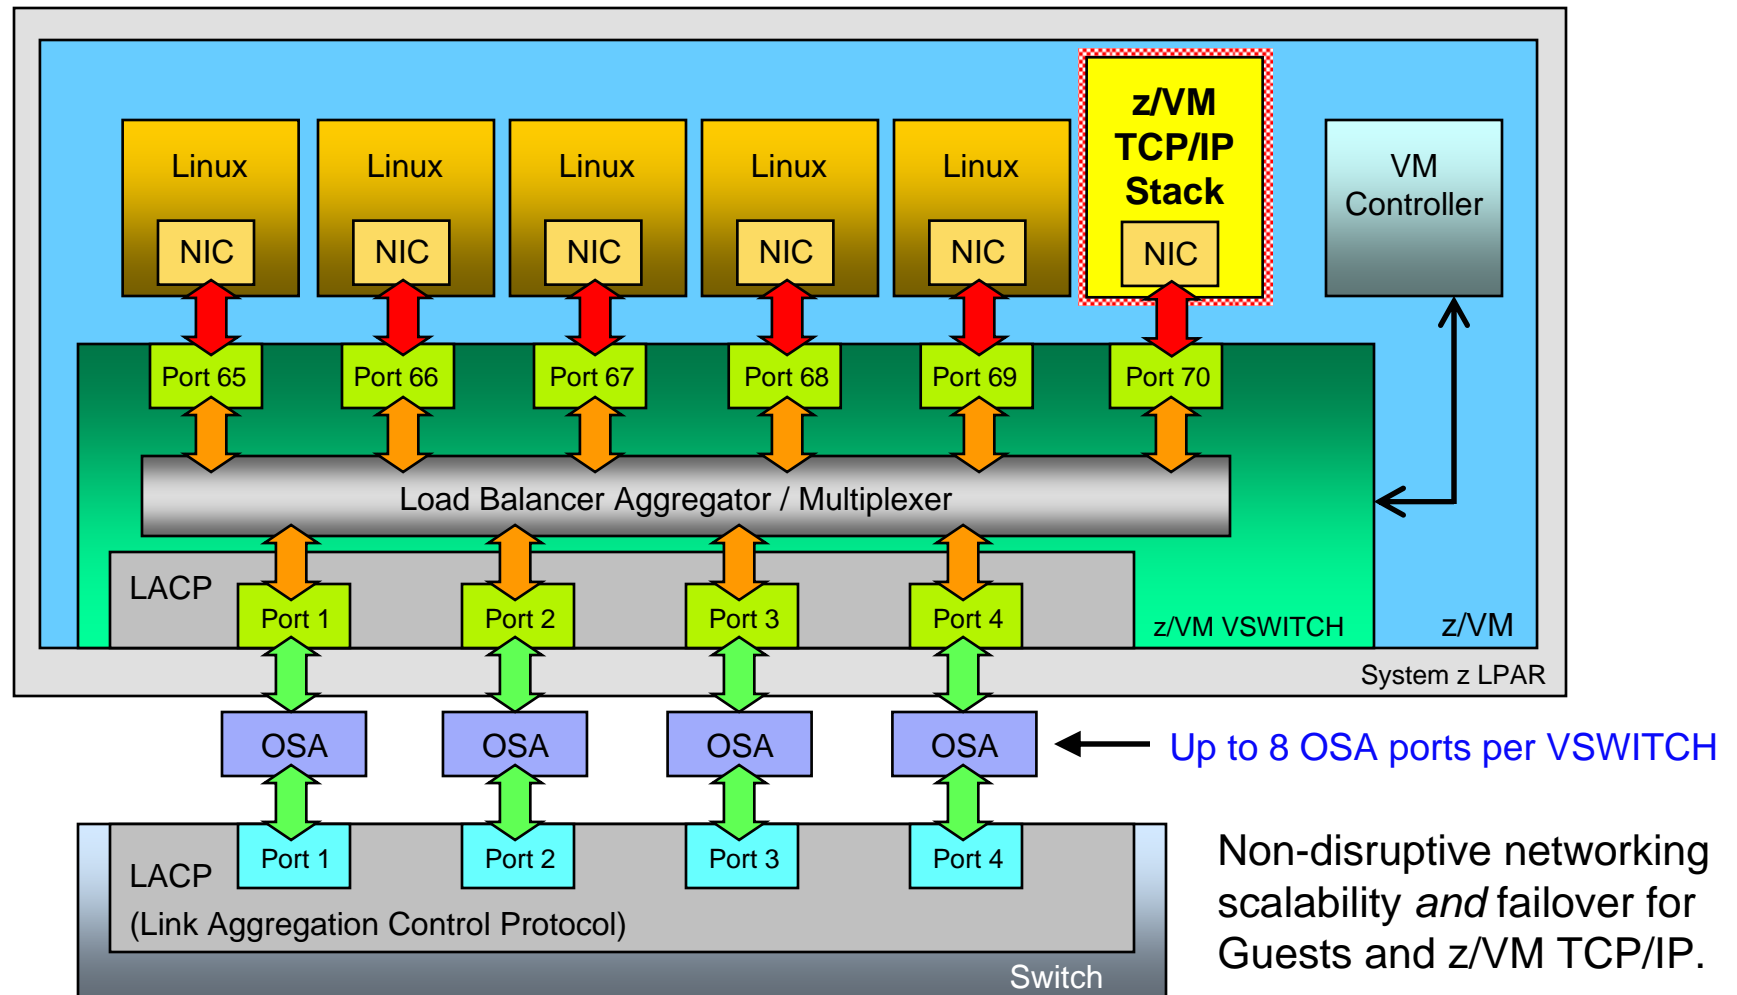 z/VM
TCP/IP
Stack
Linux
Linux
Linux
Linux
Linux
VM
Controller
NIC
NIC
NIC
NIC
NIC
NIC
Port 65
Port 66
Port 67
Port 68
Port 69
Port 70
Load Balancer Aggregator / Multiplexer
LACP
Port 1
Port 2
Port 3
Port 4
z/VM VSWITCH
z/VM
System z LPAR
OSA
OSA
OSA
OSA
Up to 8 OSA ports per VSWITCH
Port 1
Port 2
Port 3
Port 4
LACP
(Link Aggregation Control Protocol)
Switch
Non-disruptive networking
scalability and failover for
Guests and z/VM TCP/IP.